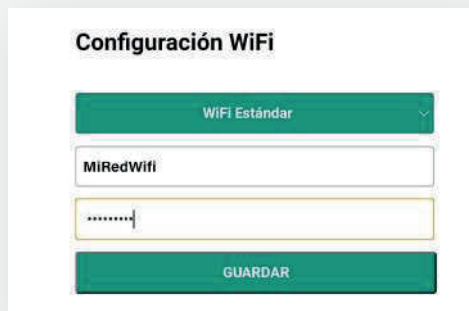 Configuración WiFi
WiFi Estándar
MiRedWifi
•••••••••
GUARDAR